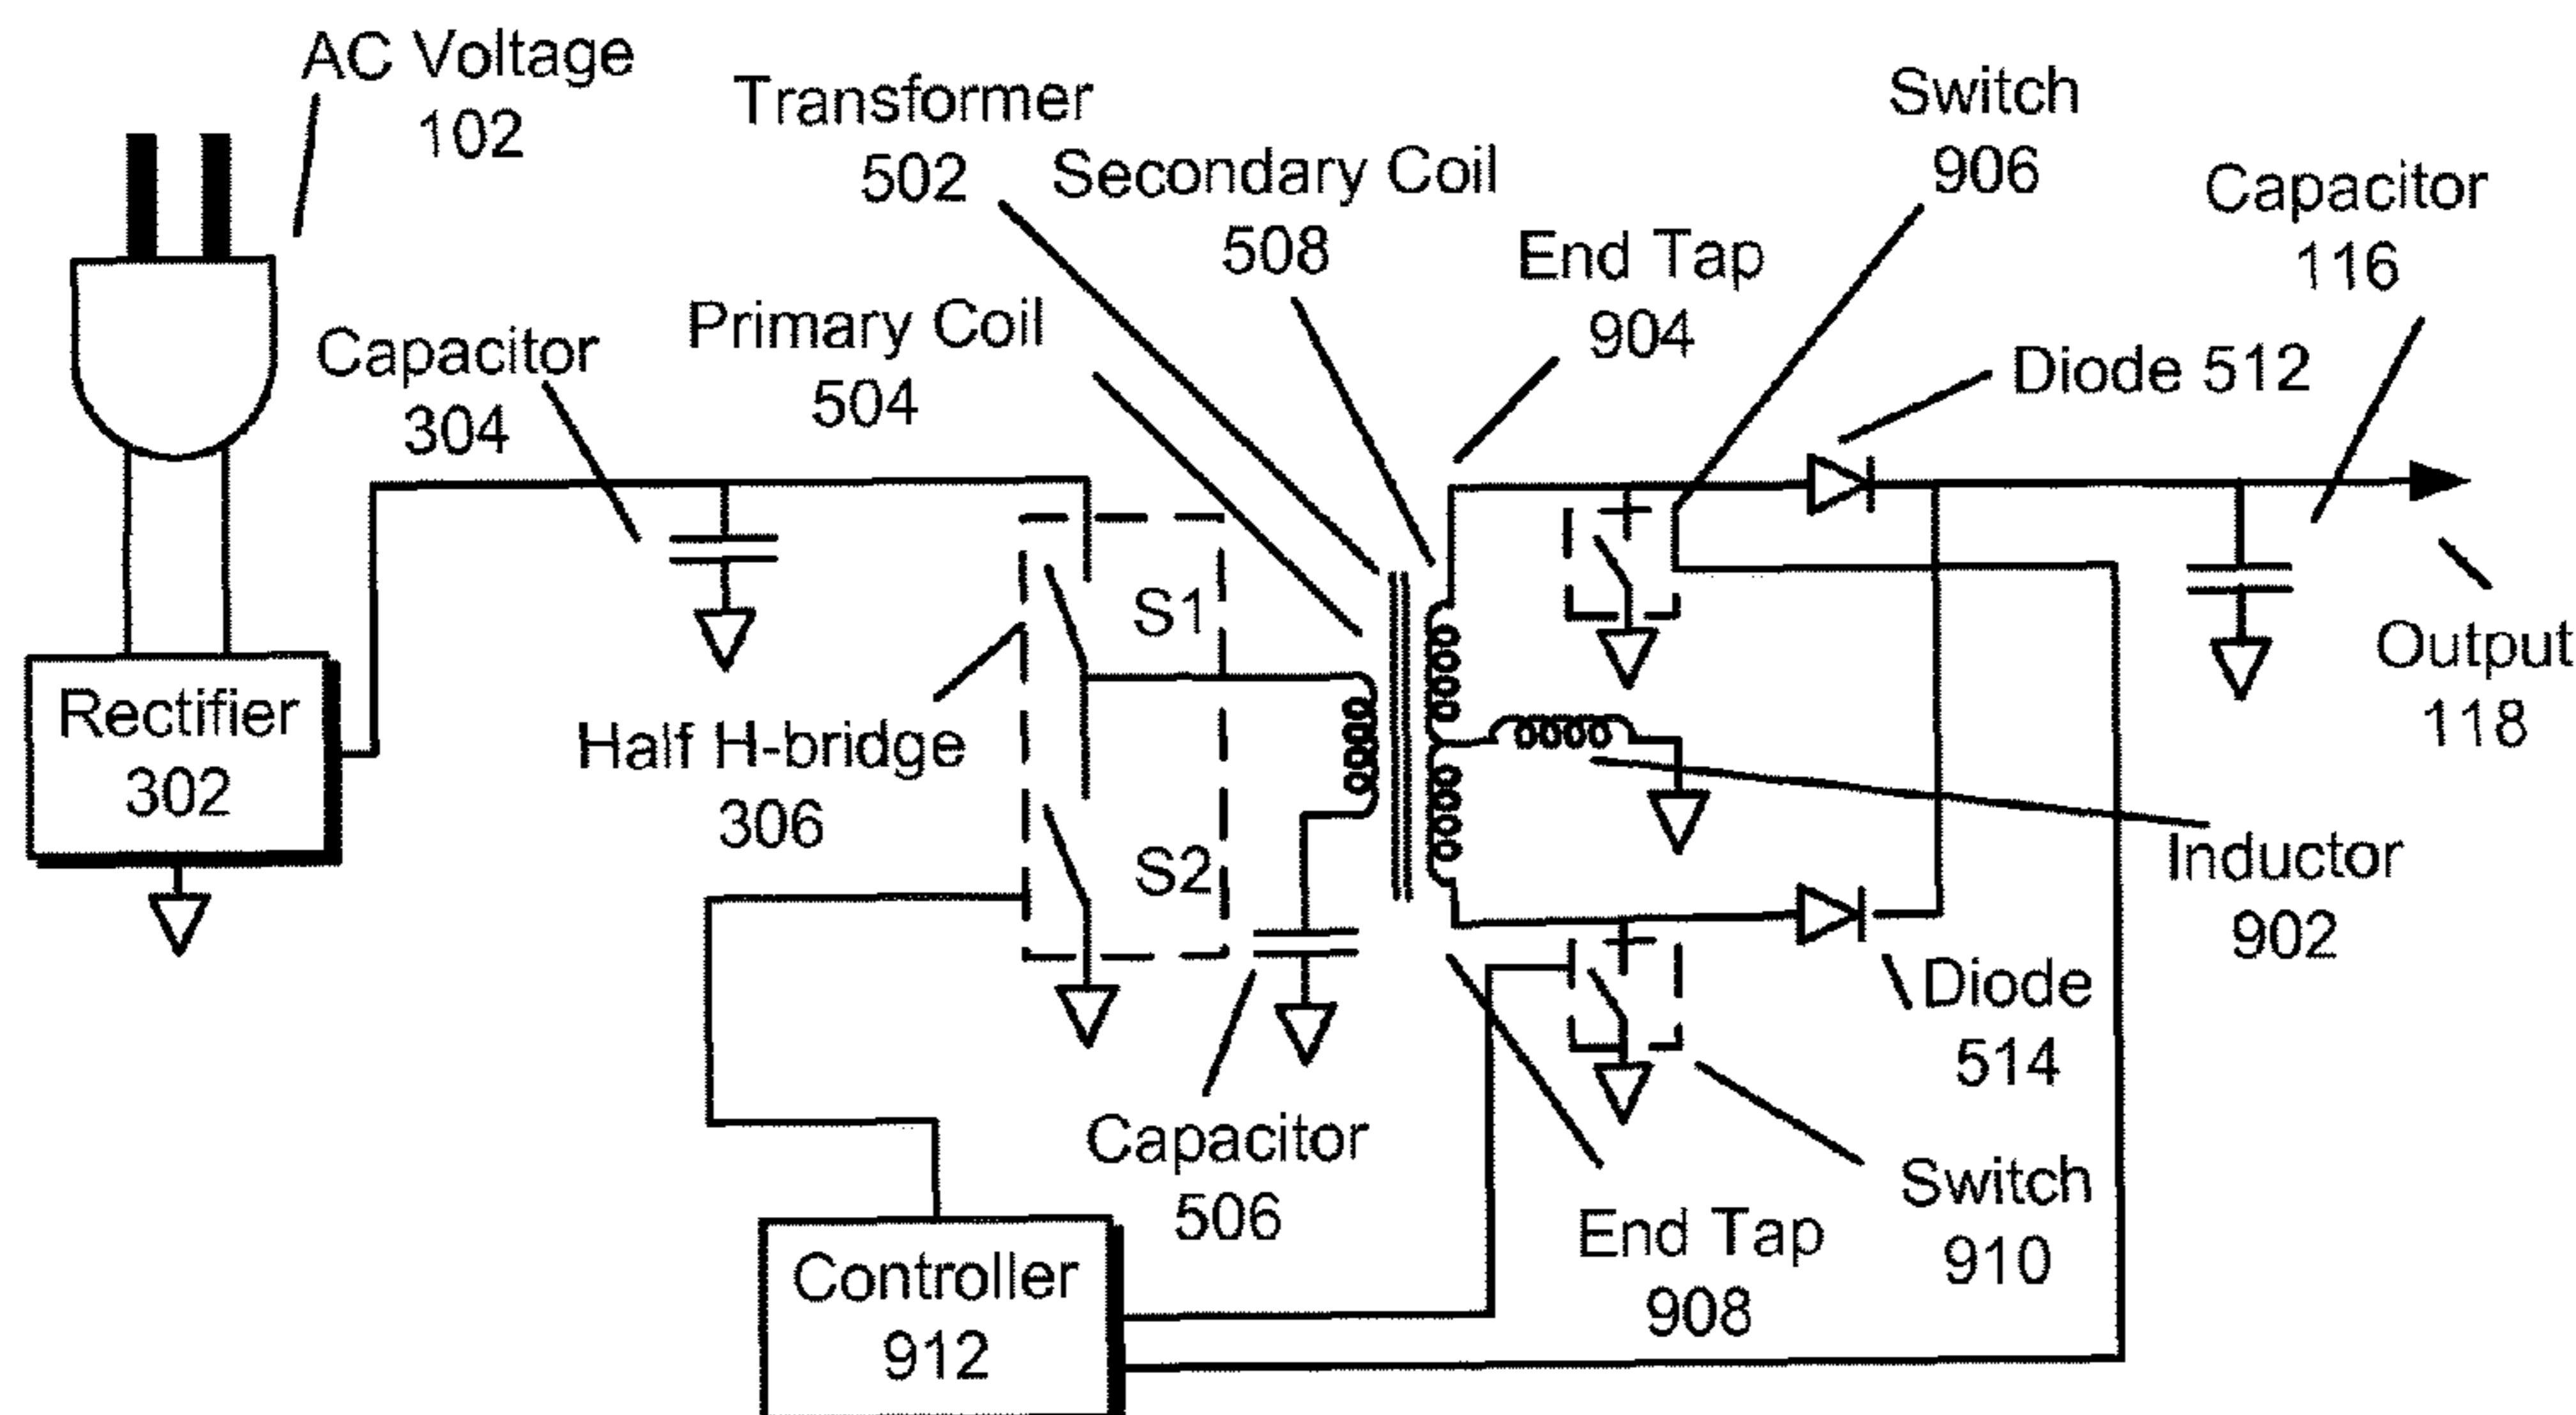 AC Voltage
102
Transformer
502
Secondary Coil
508
Switch
906
Capacitor
116
End Tap
904
Primary Coil
504
Capacitor
304
Diode 512
S1
Output
118
Rectifier
302
Half H-bridge
306
S2
Inductor
902
Diode
514
Capacitor
506
Switch
910
End Tap
908
Controller
912